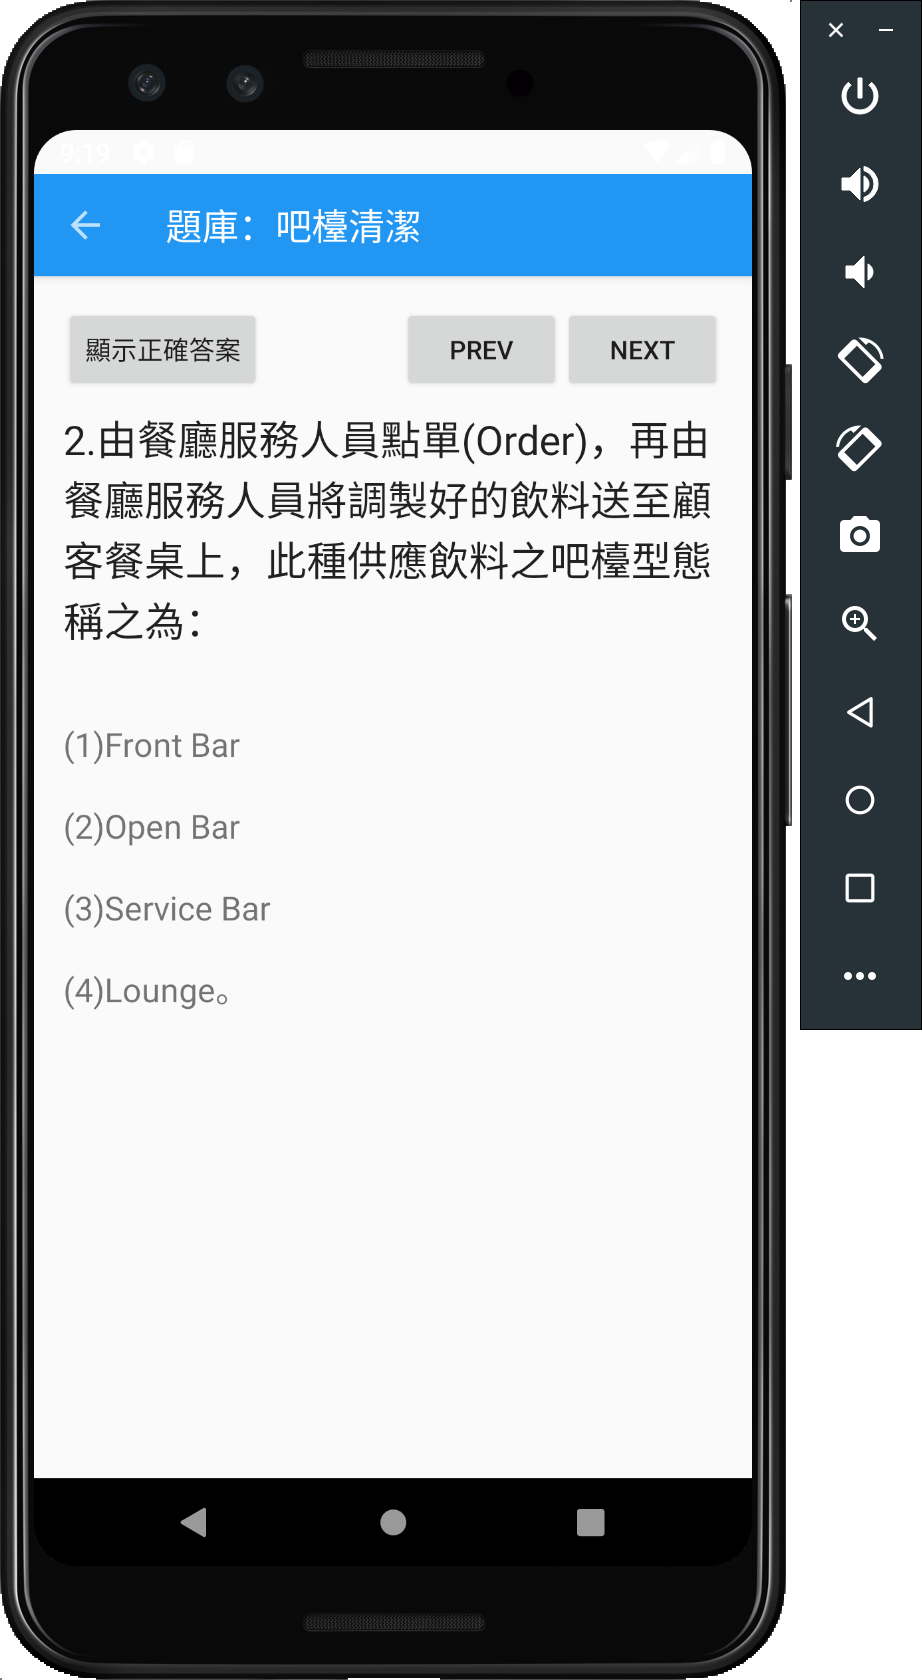 9:19
題庫：吧檯清潔
顯示正確答案 PREV NEXT
2.由餐廳服務人員點單(Order)，再由
餐廳服務人員將調製好的飲料送至顧
客餐桌上，此種供應飲料之吧檯型態
稱之為：
(1)Front Bar
(2)Open Bar
(3)Service Bar
(4)Lounge。